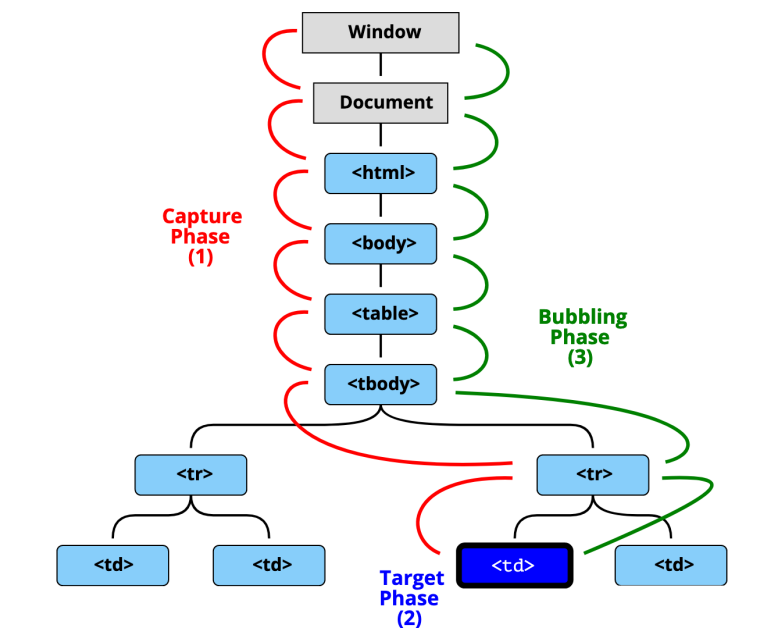 Window
Document
<html>
Capture
Phase
(1)
<body>
<table>
Bubbling
Phase
(3)
<tbody>
<tr>
<tr>
<td>
<td>
<td>
<td>
Target
Phase
(2)